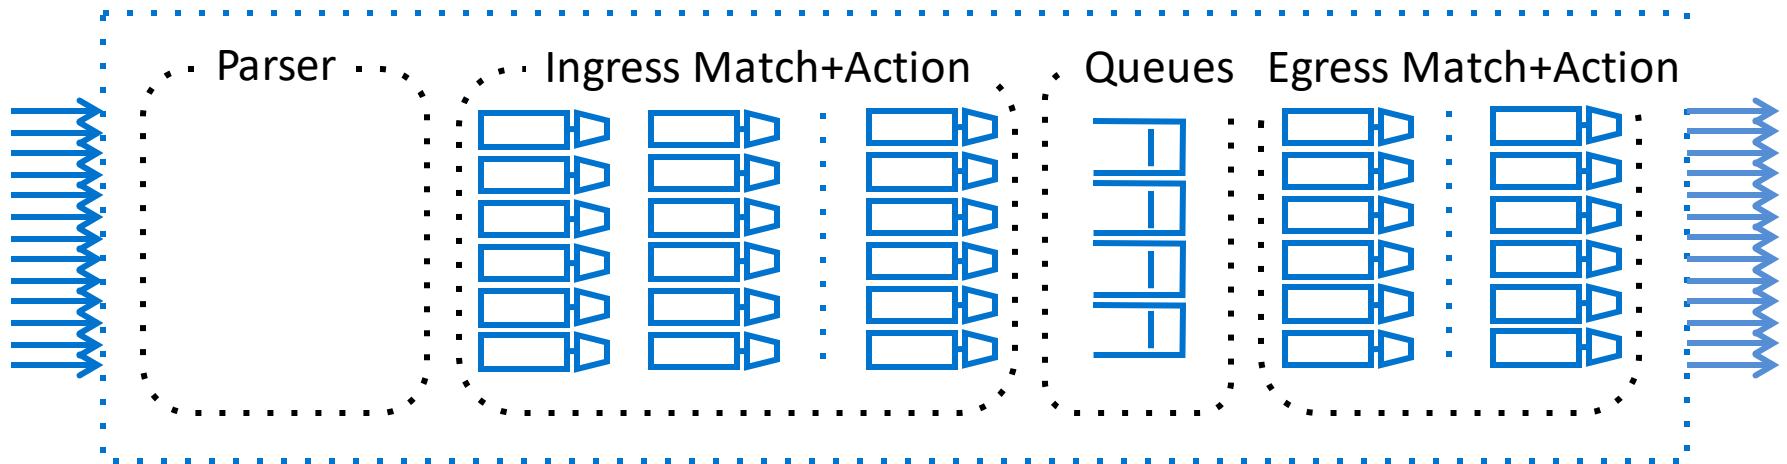 Parser
Ingress Match+Action
Queues
Egress Match+Action